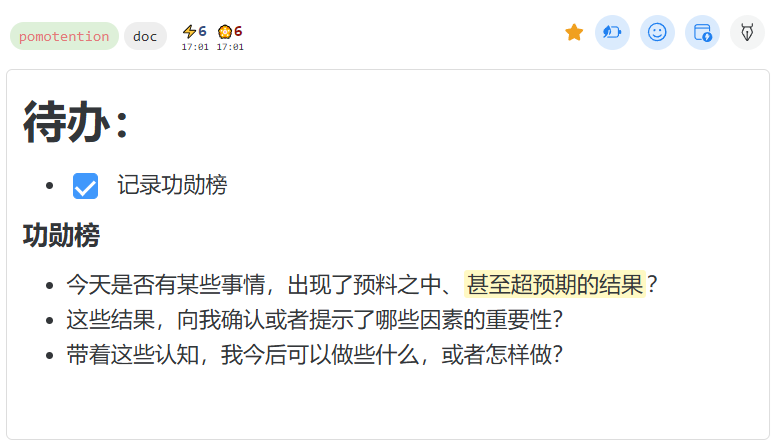 pomotention doc 6 6
17:01 17:01
待办：
记录功勋榜
功勋榜
今天是否有某些事情，出现了预料之中、甚至超预期的结果？
这些结果，向我确认或者提示了哪些因素的重要性？
带着这些认知，我今后可以做些什么，或者怎样做？